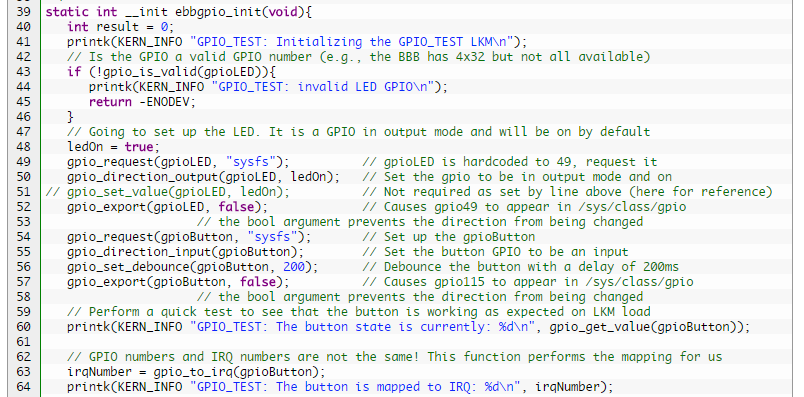 39 static int __init ebbgpio_init(void){
40    int result = 0;
41    printk(KERN_INFO "GPIO_TEST: Initializing the GPIO_TEST LKM\n");
42    // Is the GPIO a valid GPIO number (e.g., the BBB has 4x32 but not all available)
43    if (!gpio_is_valid(gpioLED)){
44       printk(KERN_INFO "GPIO_TEST: invalid LED GPIO\n");
45       return -ENODEV;
46    }
47    // Going to set up the LED. It is a GPIO in output mode and will be on by default
48    ledOn = true;
49    gpio_request(gpioLED, "sysfs");          // gpioLED is hardcoded to 49, request it
50    gpio_direction_output(gpioLED, ledOn);   // Set the gpio to be in output mode and on
51 // gpio_set_value(gpioLED, ledOn);          // Not required as set by line above (here for reference)
52    gpio_export(gpioLED, false);             // Causes gpio49 to appear in /sys/class/gpio
53                     // the bool argument prevents the direction from being changed
54    gpio_request(gpioButton, "sysfs");       // Set up the gpioButton
55    gpio_direction_input(gpioButton);        // Set the button GPIO to be an input
56    gpio_set_debounce(gpioButton, 200);      // Debounce the button with a delay of 200ms
57    gpio_export(gpioButton, false);          // Causes gpio115 to appear in /sys/class/gpio
58                     // the bool argument prevents the direction from being changed
59    // Perform a quick test to see that the button is working as expected on LKM load
60    printk(KERN_INFO "GPIO_TEST: The button state is currently: %d\n", gpio_get_value(gpioButton));
61
62    // GPIO numbers and IRQ numbers are not the same! This function performs the mapping for us
63    irqNumber = gpio_to_irq(gpioButton);
64    printk(KERN_INFO "GPIO_TEST: The button is mapped to IRQ: %d\n", irqNumber);